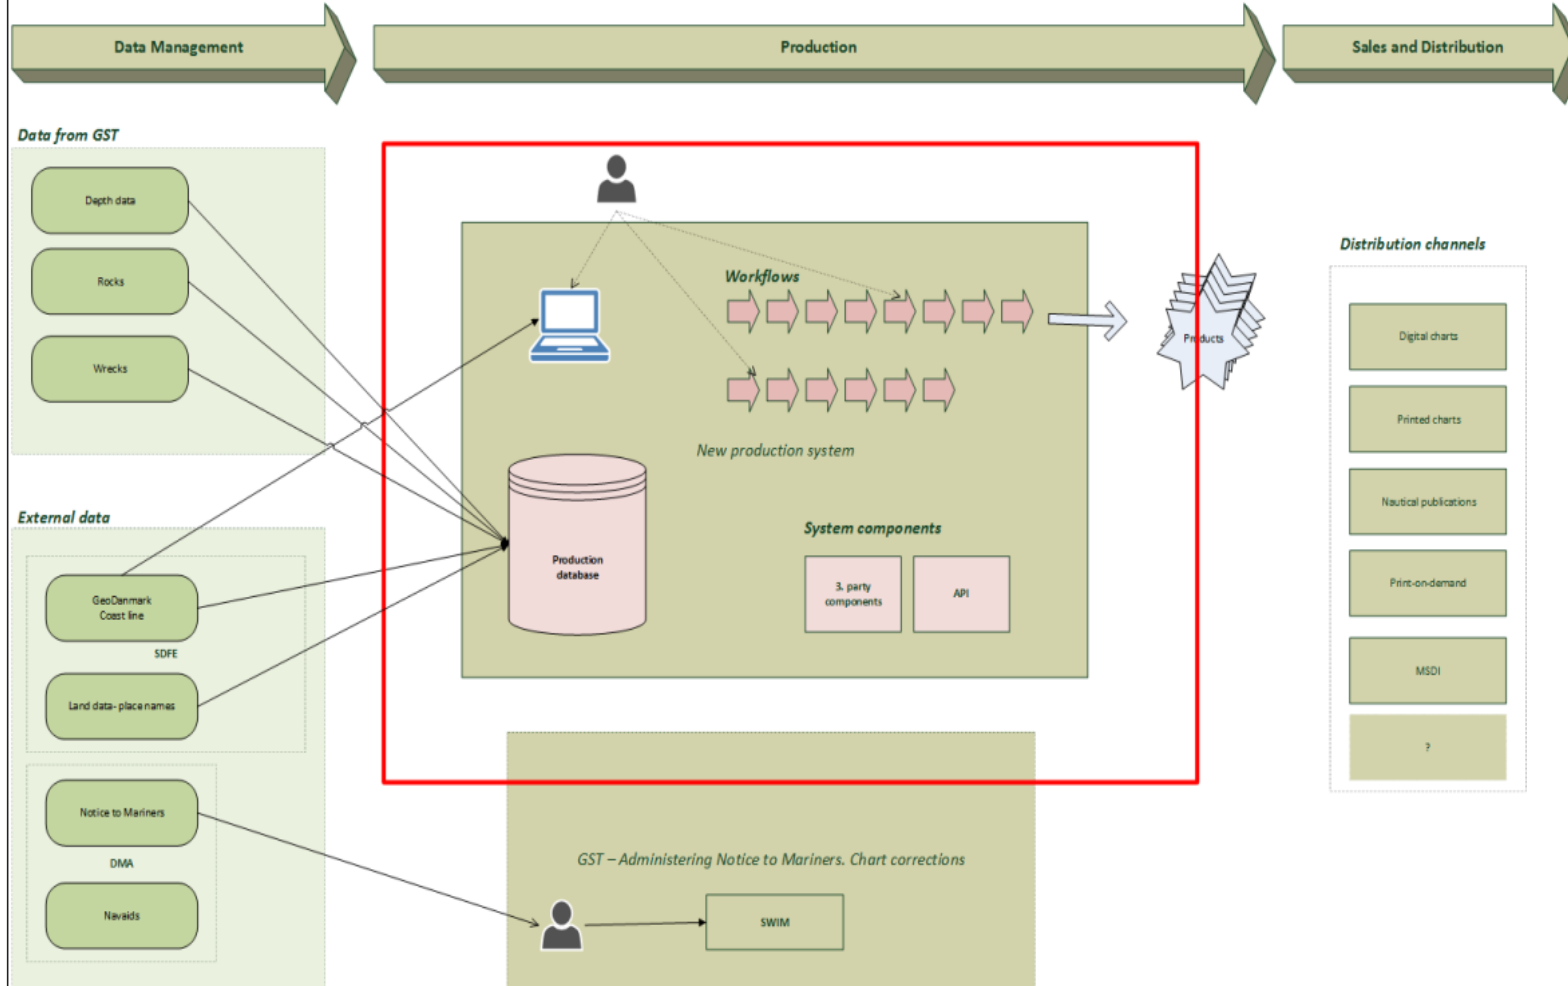 Data Management
Production
Sales and Distribution
Data from GST
Depth data
Rocks
Wrecks
External data
GeoDanmark
Coast line
SDFE
Land data- place names
Notice to Mariners
DMA
Navaids
Workflows
New production system
Production
database
System components
3. party
components
API
Products
GST – Administering Notice to Mariners. Chart corrections
SWIM
Distribution channels
Digital charts
Printed charts
Nautical publications
Print-on-demand
MSDI
?